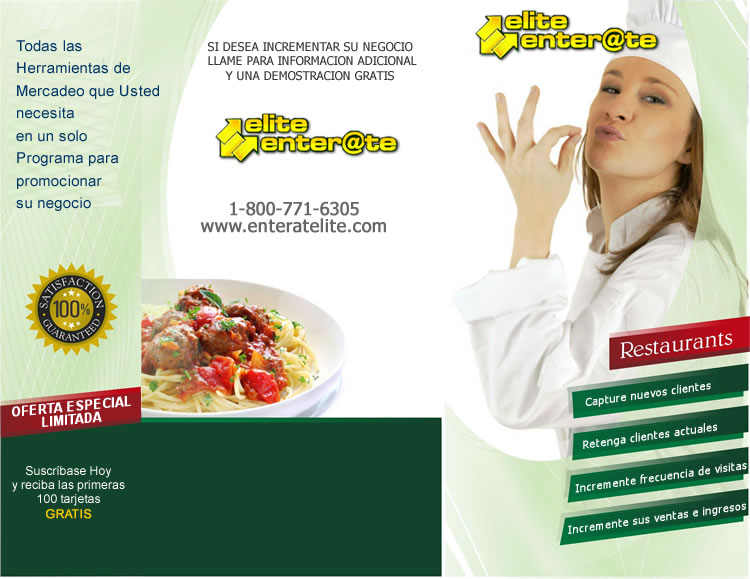 Todas las
Herramientas de
Mercadeo que Usted
necesita
en un solo
Programa para
promocionar
su negocio
SATISFACTION
100%
GUARANTEED
OFERTA ESPECIAL
LIMITADA
Suscríbase Hoy
y reciba las primeras
100 tarjetas
GRATIS
SI DESEA INCREMENTAR SU NEGOCIO
LLAME PARA INFORMACION ADICIONAL
Y UNA DEMOSTRACION GRATIS
elite
enter@te
1-800-771-6305
www.enteratelite.com
elite
enter@te
Restaurants
Capture nuevos clientes
Retenga clientes actuales
Incremente frecuencia de visitas
Incremente sus ventas e ingresos